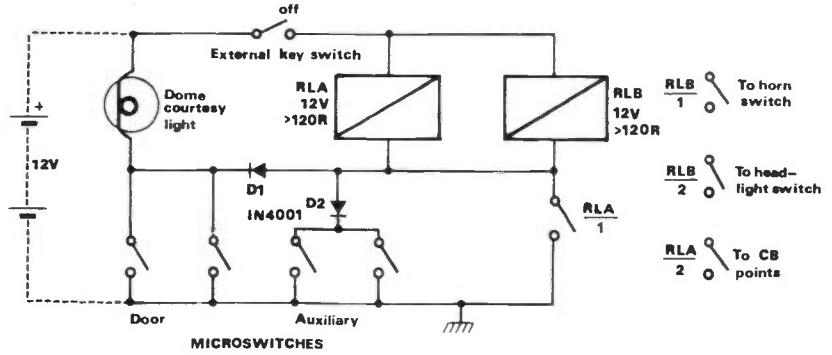 off
External key switch
Dome
courtesy
light
RLA
12V
>120R
RLB
12V
>120R
RLB
1
To horn
switch
+
12V
D1
D2
IN4001
RLA
1
RLB
2
To head-
light switch
RLA
2
To CB
points
Door
Auxiliary
MICROSWITCHES